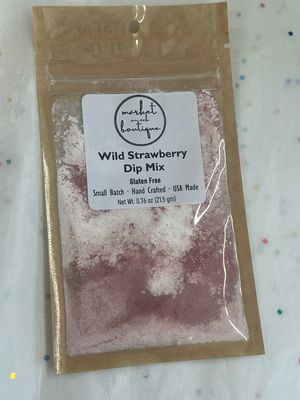 market
boutique
Wild Strawberry
Dip Mix
Gluten Free
Small Batch · Hand Crafted · USA Made
Net Wt. 0.76 oz (21.5 gm)